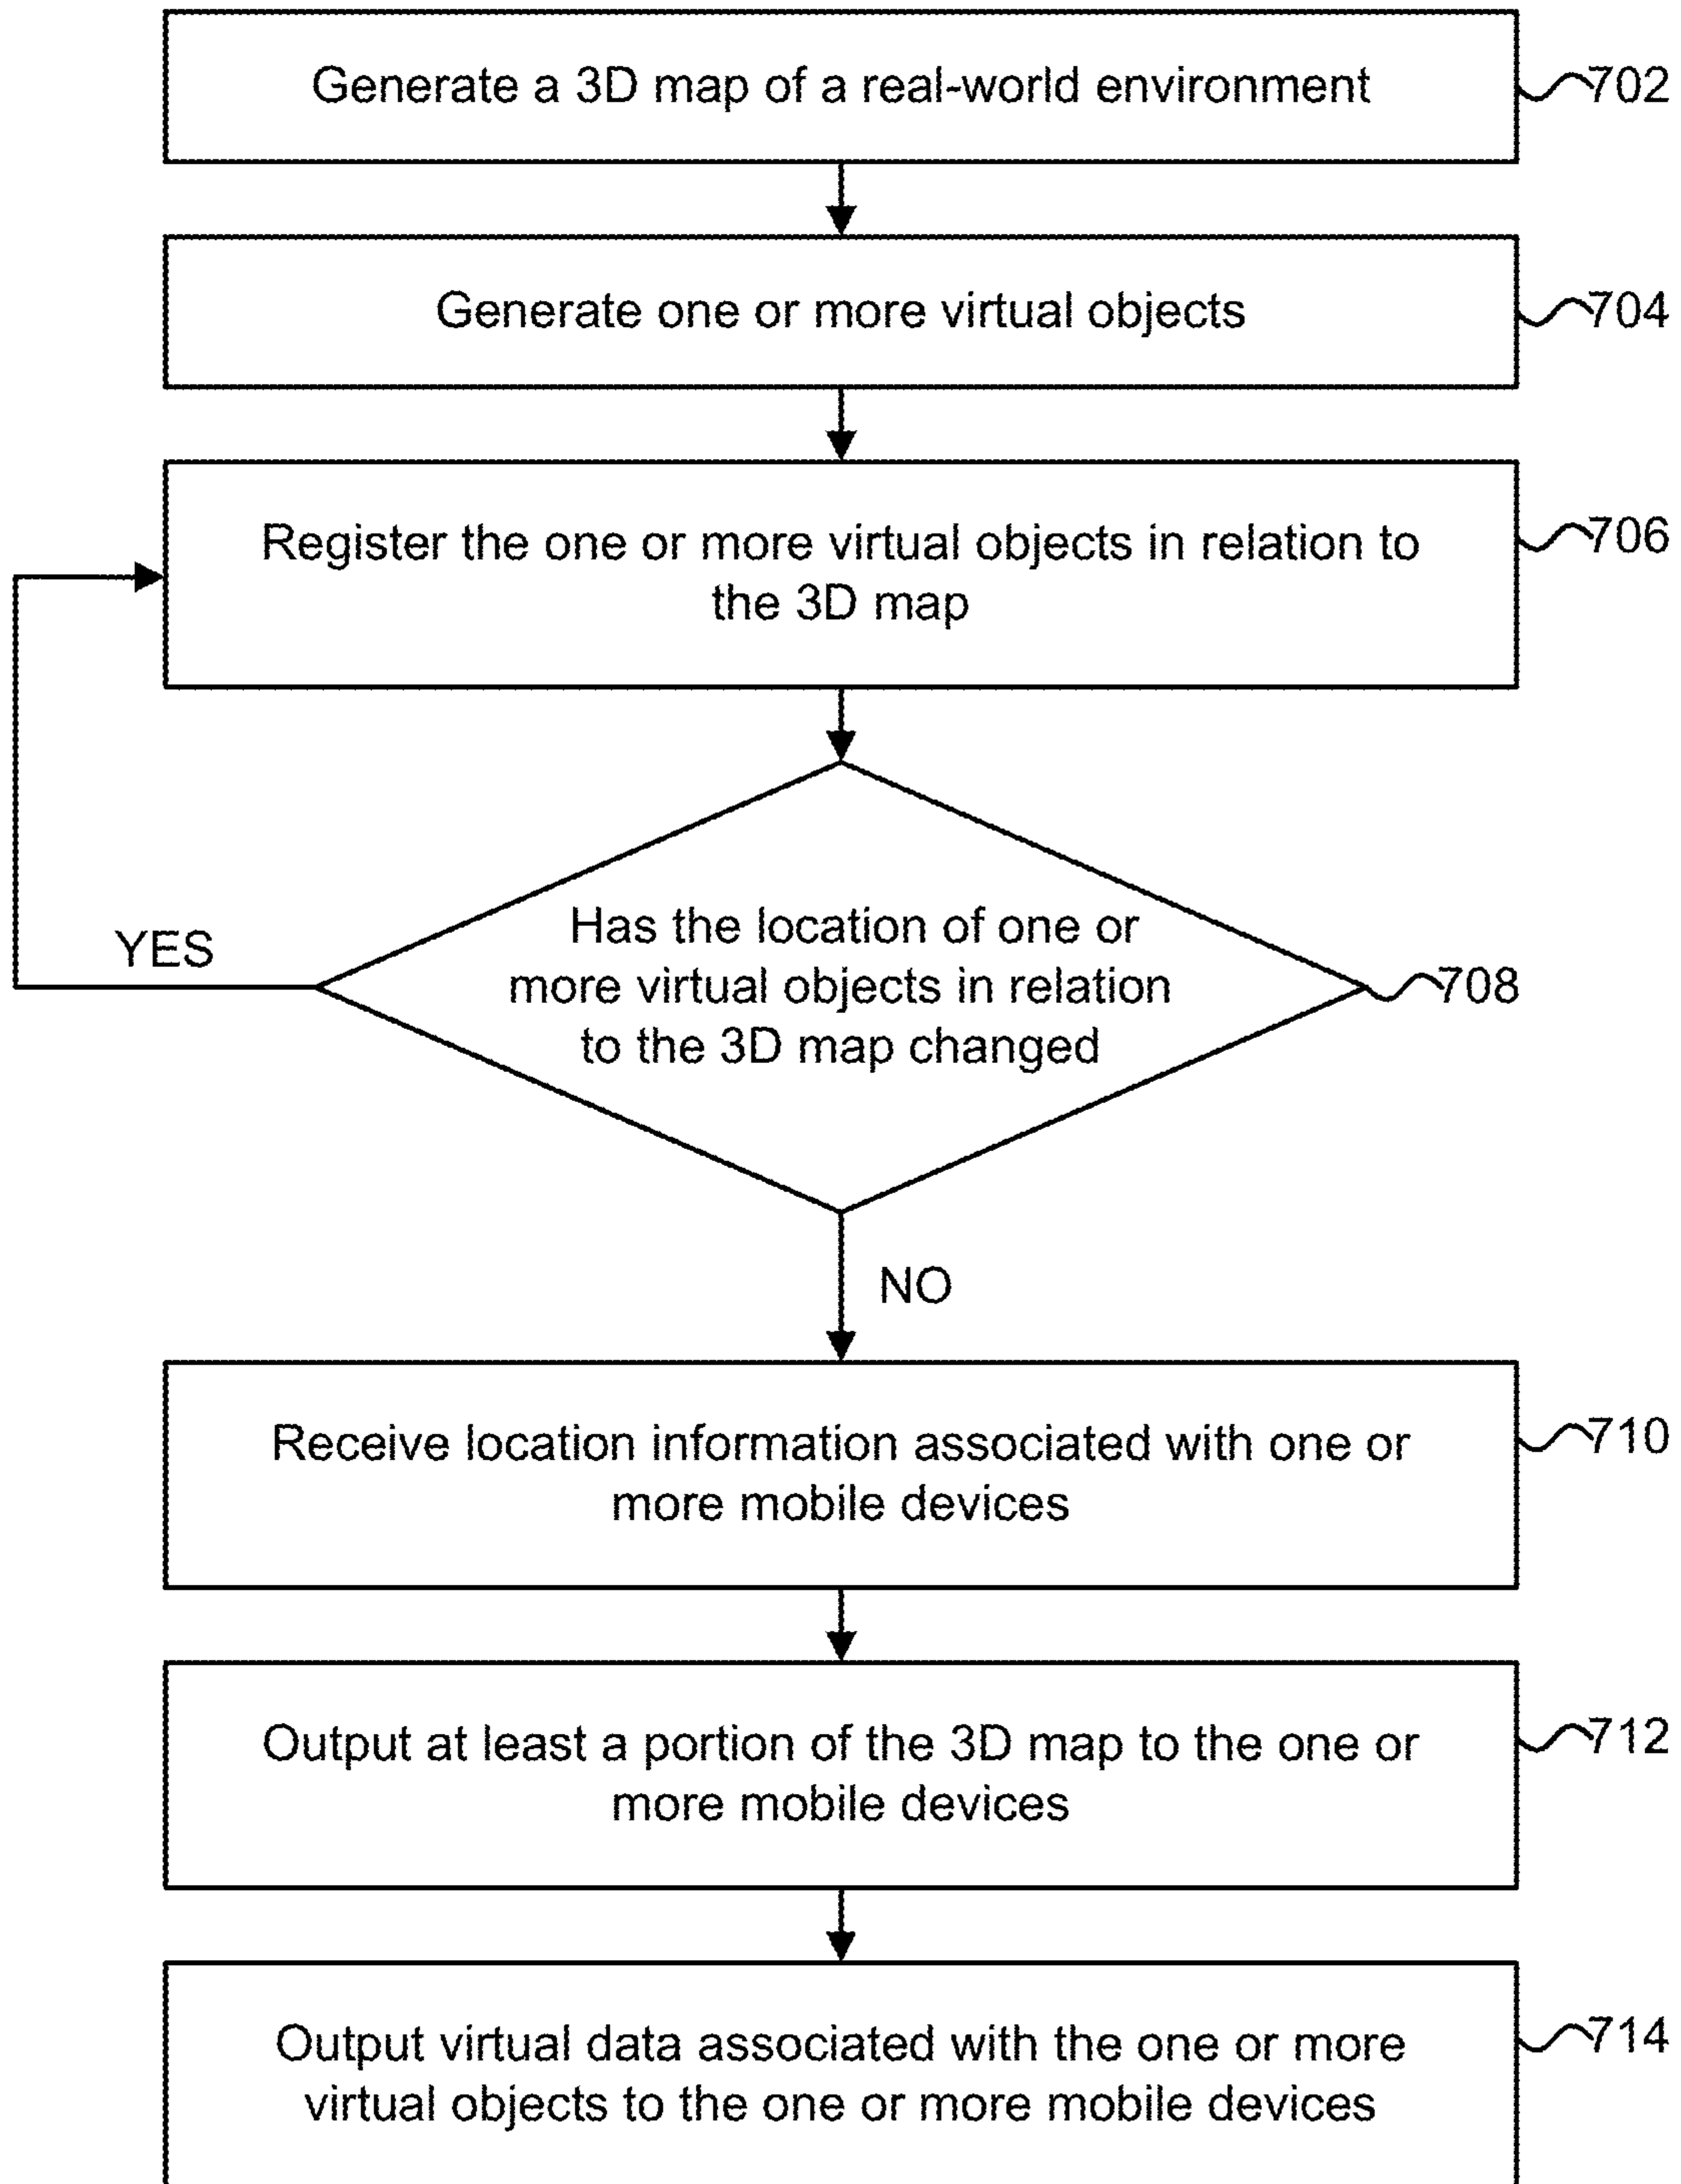 Generate a 3D map of a real-world environment
702
Generate one or more virtual objects
704
Register the one or more virtual objects in relation to
the 3D map
706
Has the location of one or
more virtual objects in relation
to the 3D map changed
708
YES
NO
Receive location information associated with one or
more mobile devices
710
Output at least a portion of the 3D map to the one or
more mobile devices
712
Output virtual data associated with the one or more
virtual objects to the one or more mobile devices
714